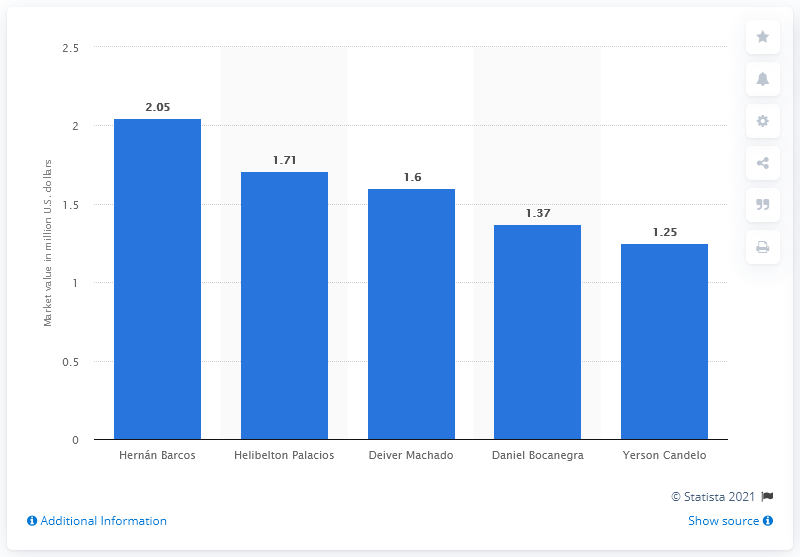 Market value in million U.S. dollars
2.5
2
1.5
1
0.5
0
2.05
1.71
1.6
1.37
1.25
Hernán Barcos
Helibelton Palacios
Deiver Machado
Daniel Bocanegra
Yerson Candelo
© Statista 2021
Additional Information
Show source